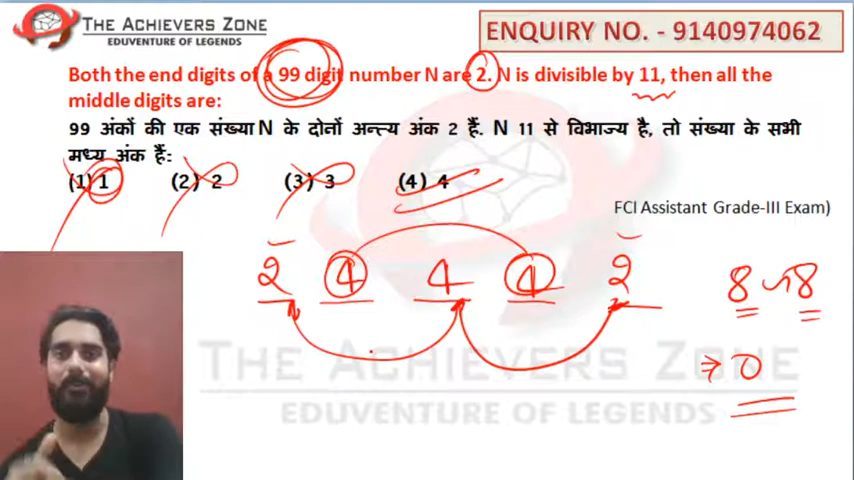 THE ACHIEVERS ZONE
EDUVENTURE OF LEGENDS
ENQUIRY NO. - 9140974062
Both the end digits of a 99 digit number N are 2. N is divisible by 11, then all the
middle digits are:
99 अंकों की एक संख्या N के दोनों अन्त्य अंक 2 हैं. N 11 से विभाज्य है, तो संख्या के सभी
मध्य अंक हैं:
(1) 1 (2) 2 (3) 3 (4) 4
FCI Assistant Grade-III Exam)
2 4 4 4 2
8 8
⇒ 0
THE ACHIEVERS ZONE
EDUVENTURE OF LEGENDS